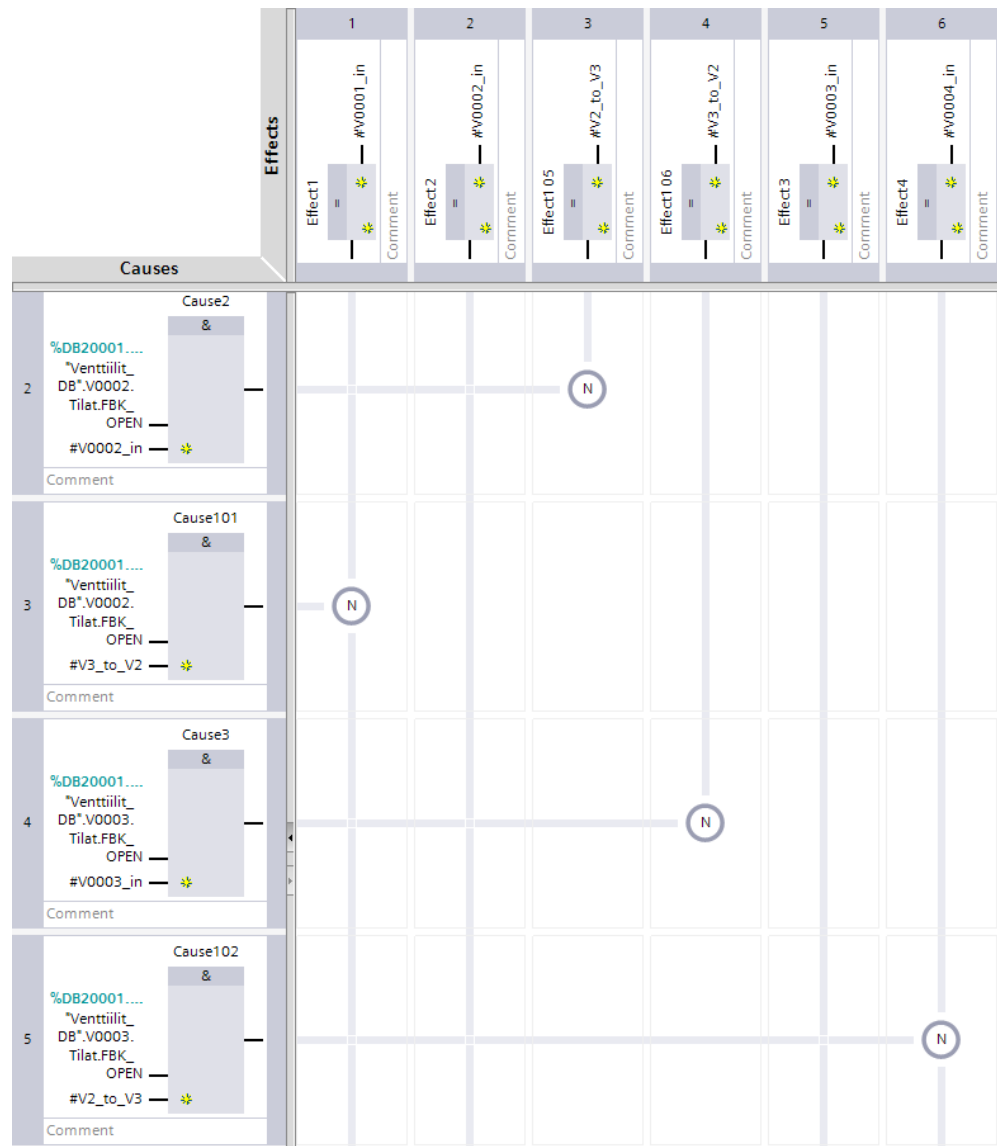 1 2 3 4 5 6
Effects
Effect1
=
#V0001_in
Comment
Effect2
=
#V0002_in
Comment
Effect105
=
#V2_to_V3
Comment
Effect106
=
#V3_to_V2
Comment
Effect3
=
#V0003_in
Comment
Effect4
=
#V0004_in
Comment
Causes
2
Cause2
&
%DB20001....
"Venttiilit_
DB".V0002.
Tilat.FBK_
OPEN
#V0002_in
Comment
N
3
Cause101
&
%DB20001....
"Venttiilit_
DB".V0002.
Tilat.FBK_
OPEN
#V3_to_V2
Comment
N
4
Cause3
&
%DB20001....
"Venttiilit_
DB".V0003.
Tilat.FBK_
OPEN
#V0003_in
Comment
N
5
Cause102
&
%DB20001....
"Venttiilit_
DB".V0003.
Tilat.FBK_
OPEN
#V2_to_V3
Comment
N